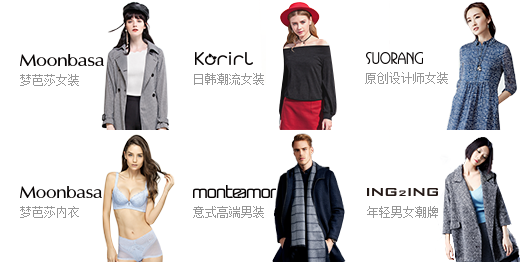 Moonbasa
梦芭莎女装
Korirl
日韩潮流女装
SUORANG
原创设计师女装
Moonbasa
梦芭莎内衣
monteamor
意式高端男装
ING2ING
年轻男女潮牌